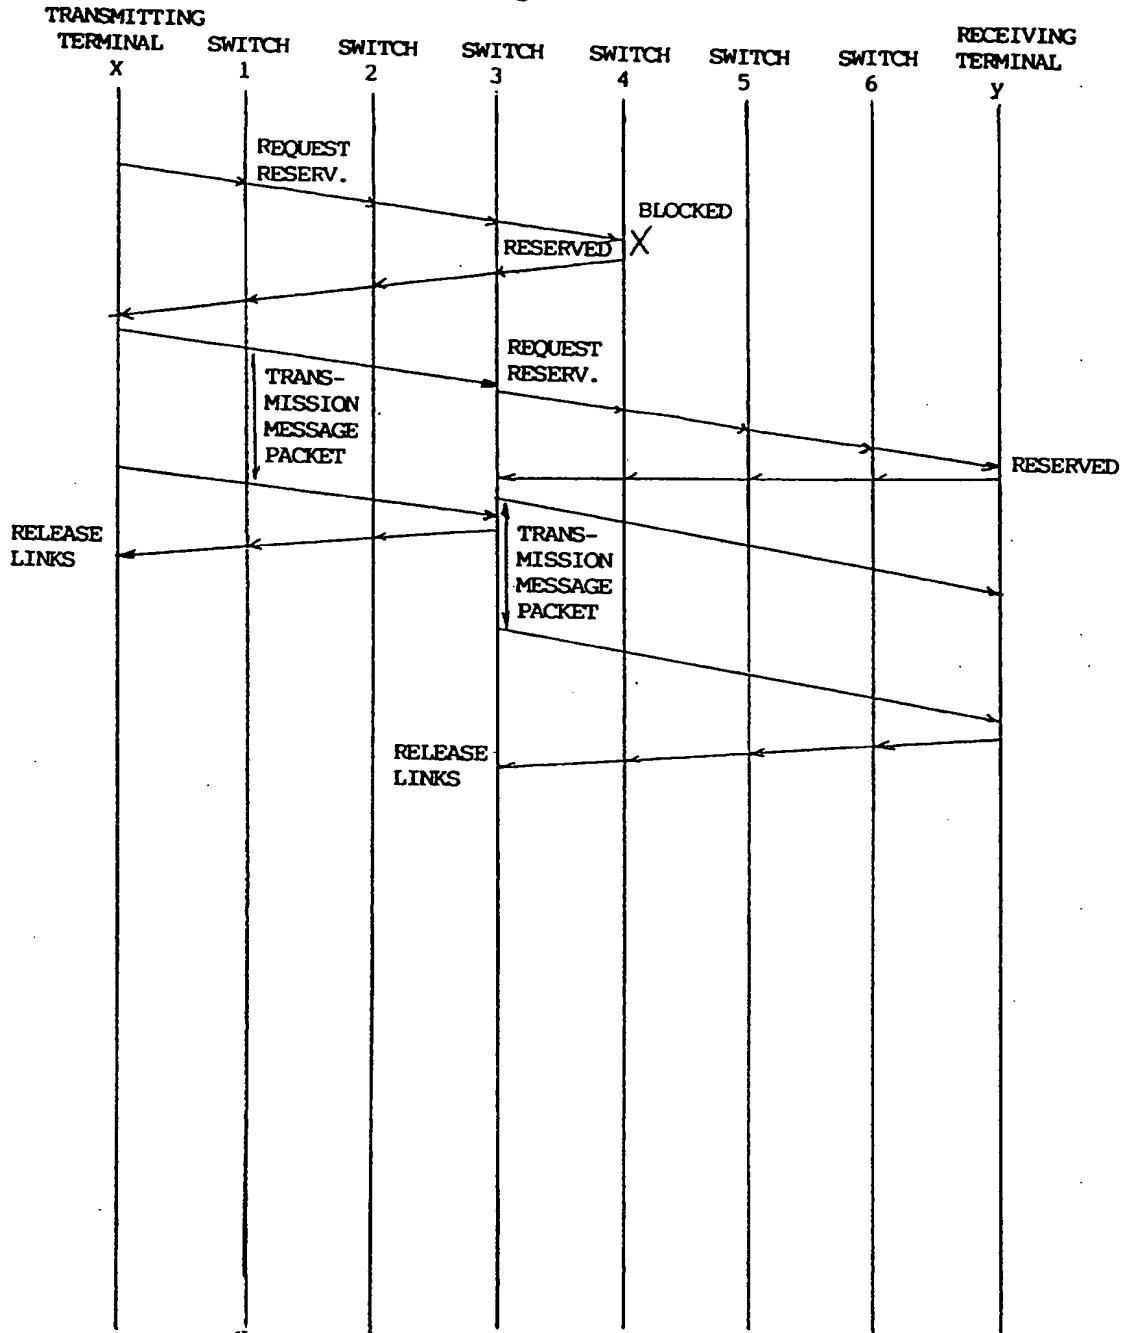 TRANSMITTING
TERMINAL
X
SWITCH
1
SWITCH
2
SWITCH
3
SWITCH
4
SWITCH
5
SWITCH
6
RECEIVING
TERMINAL
y
REQUEST
RESERV.
BLOCKED
X
RESERVED
REQUEST
RESERV.
TRANS-
MISSION
MESSAGE
PACKET
RESERVED
RELEASE
LINKS
TRANS-
MISSION
MESSAGE
PACKET
RELEASE
LINKS